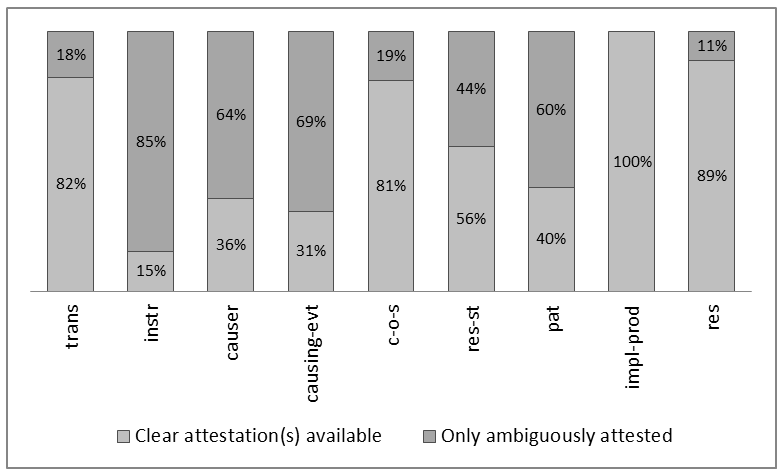 18% 85% 64% 69% 19% 44% 60% 100% 11%
82% 15% 36% 31% 81% 56% 40% 89%
trans instr causer causing-evt c-o-s res-st pat impl-prod res
Clear attestation(s) available Only ambiguously attested